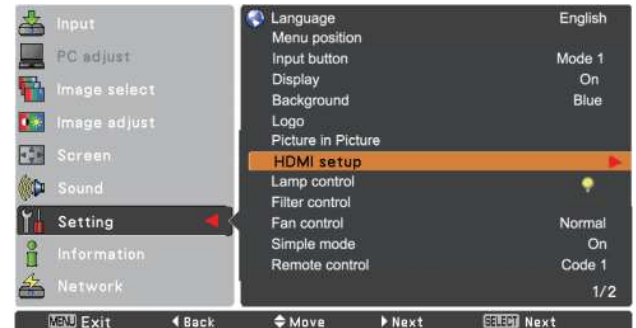 Input
PC adjust
Image select
Image adjust
Screen
Sound
Setting
Information
Network
Language English
Menu position
Input button Mode 1
Display On
Background Blue
Logo
Picture in Picture
HDMI setup
Lamp control
Filter control
Fan control Normal
Simple mode On
Remote control Code 1
1/2
MENU Exit Back Move Next SELECT Next